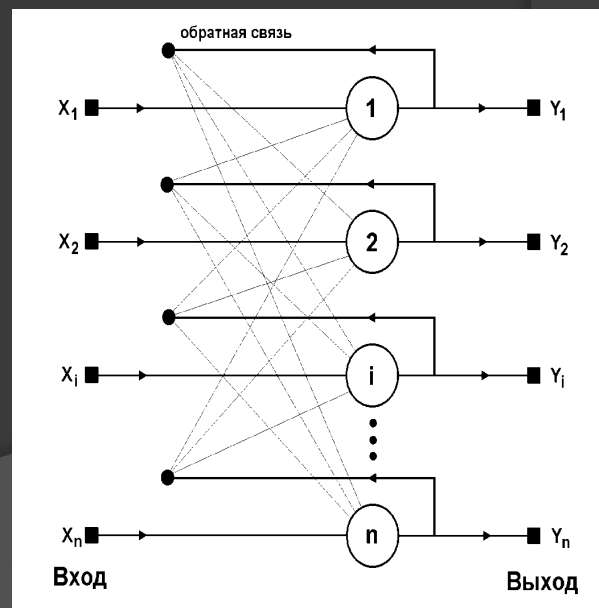 обратная связь
X1 1 Y1
X2 2 Y2
Xi i Yi
Xn n Yn
Вход Выход